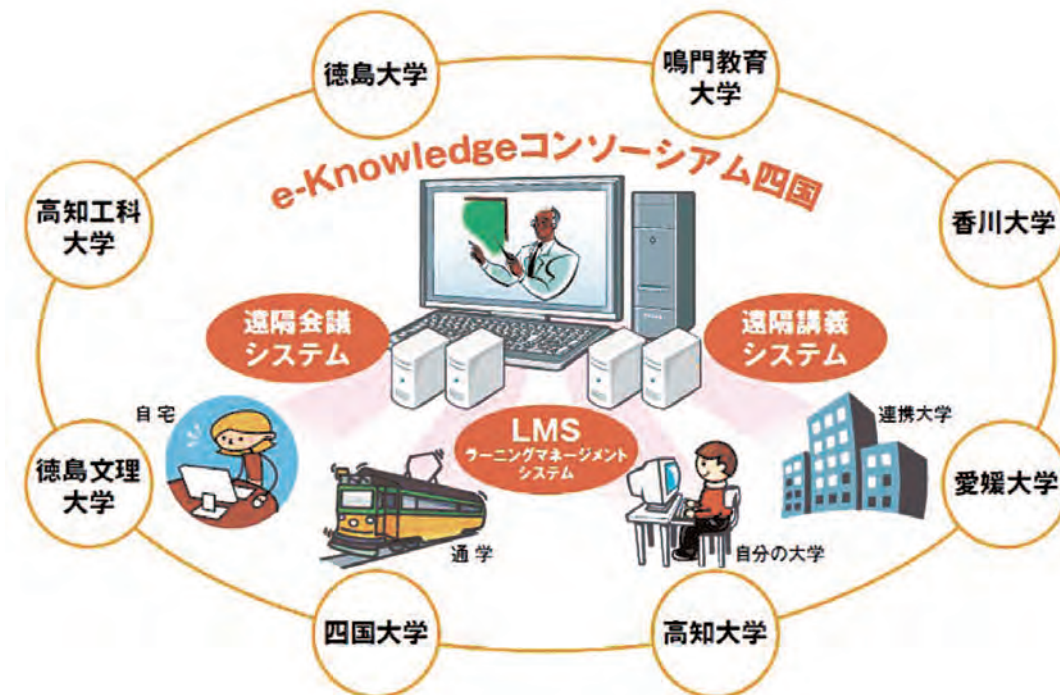 徳島大学
鳴門教育
大学
e-Knowledgeコンソーシアム四国
高知工科
大学
香川大学
遠隔会議
システム
遠隔講義
システム
自宅
連携大学
LMS
ラーニングマネージメント
システム
徳島文理
大学
愛媛大学
通学
自分の大学
四国大学
高知大学